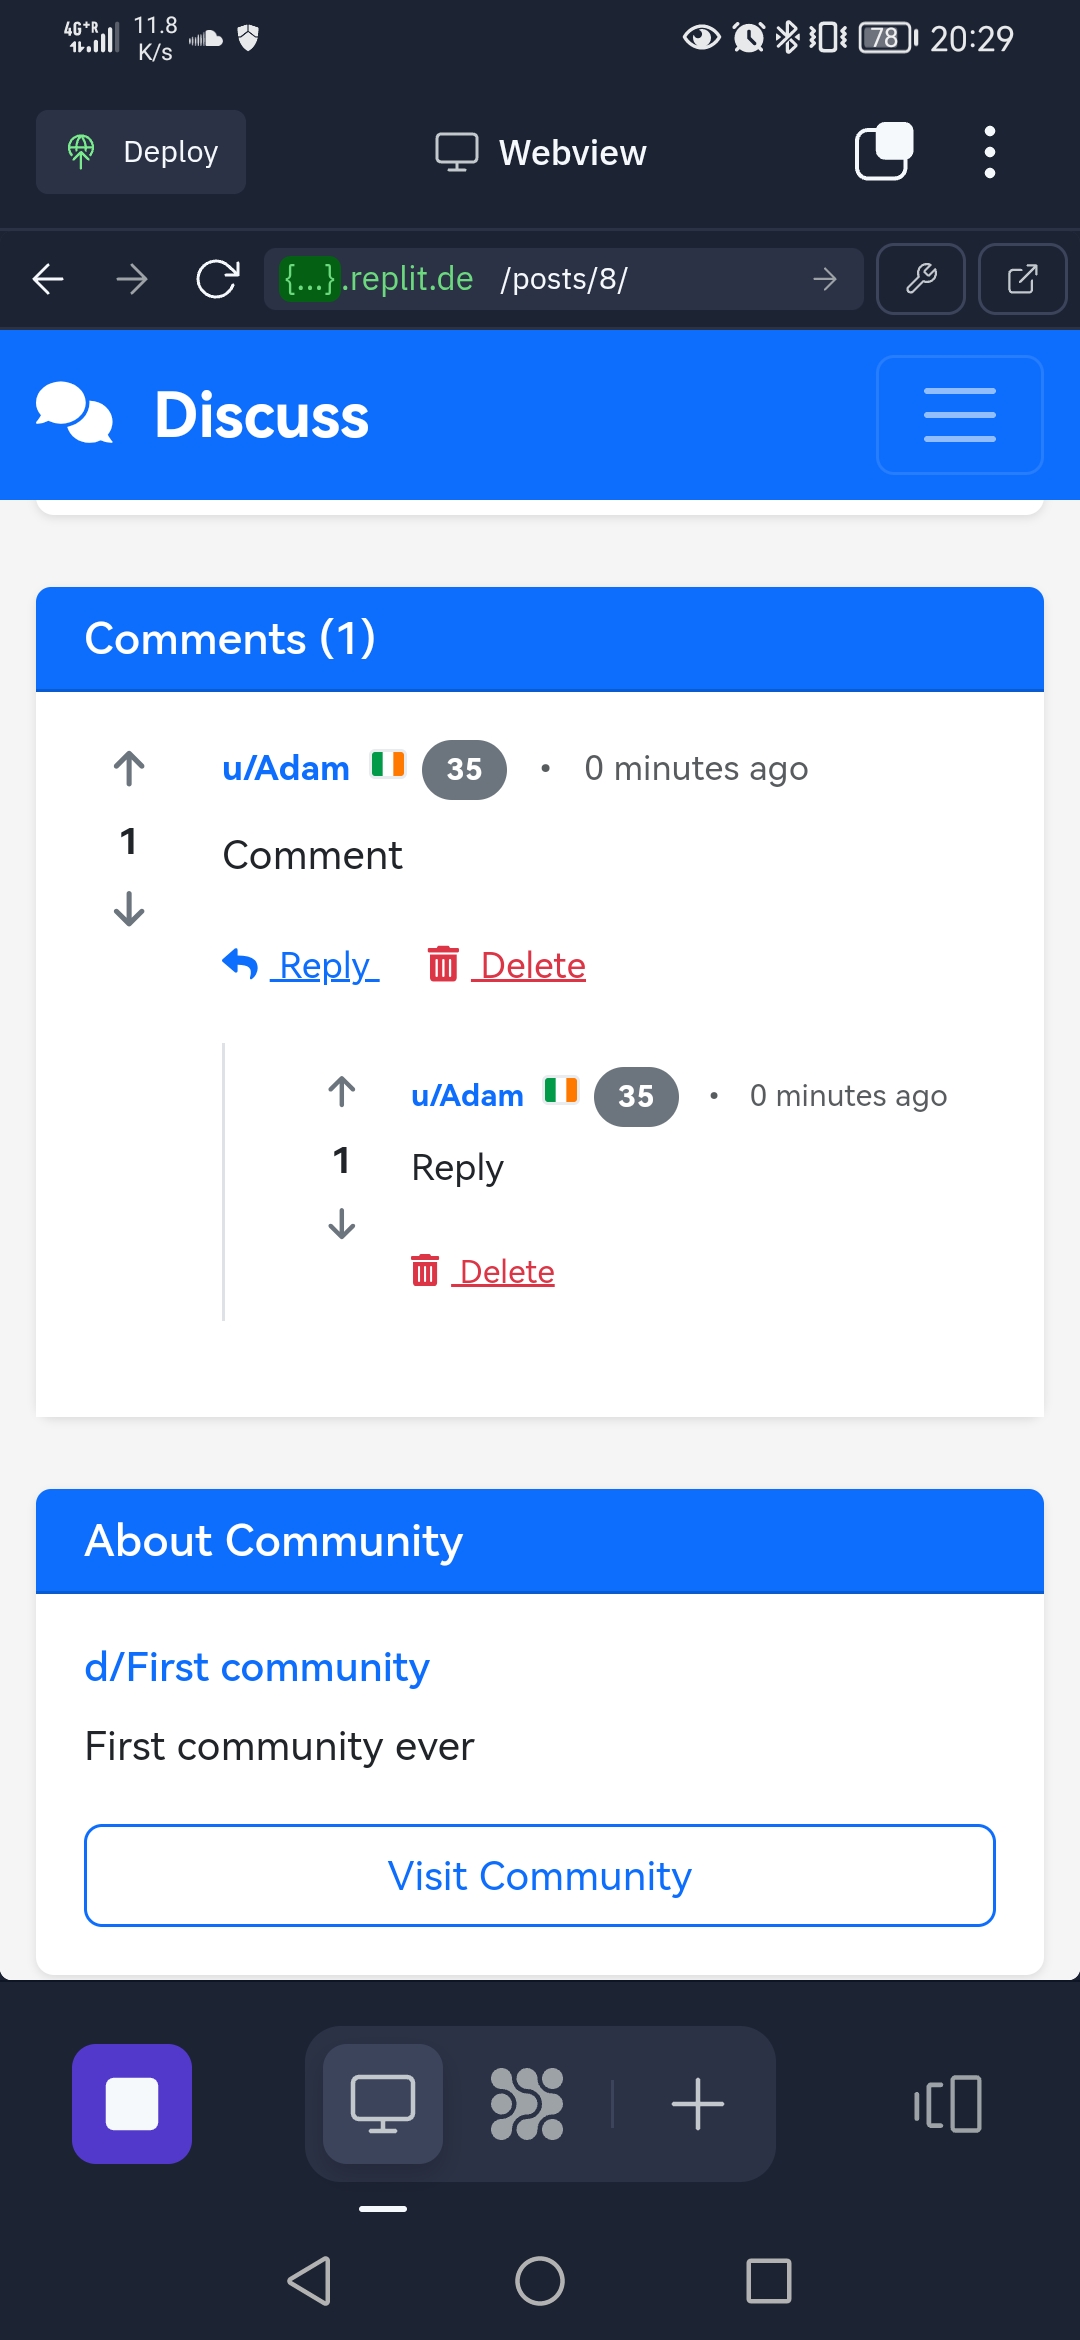 4G+R 11.8 K/s 78 20:29
Deploy Webview
{...}.replit.de /posts/8/
Discuss
Comments (1)
u/Adam 35 • 0 minutes ago
1
Comment
Reply Delete
u/Adam 35 • 0 minutes ago
1
Reply
Delete
About Community
d/First community
First community ever
Visit Community